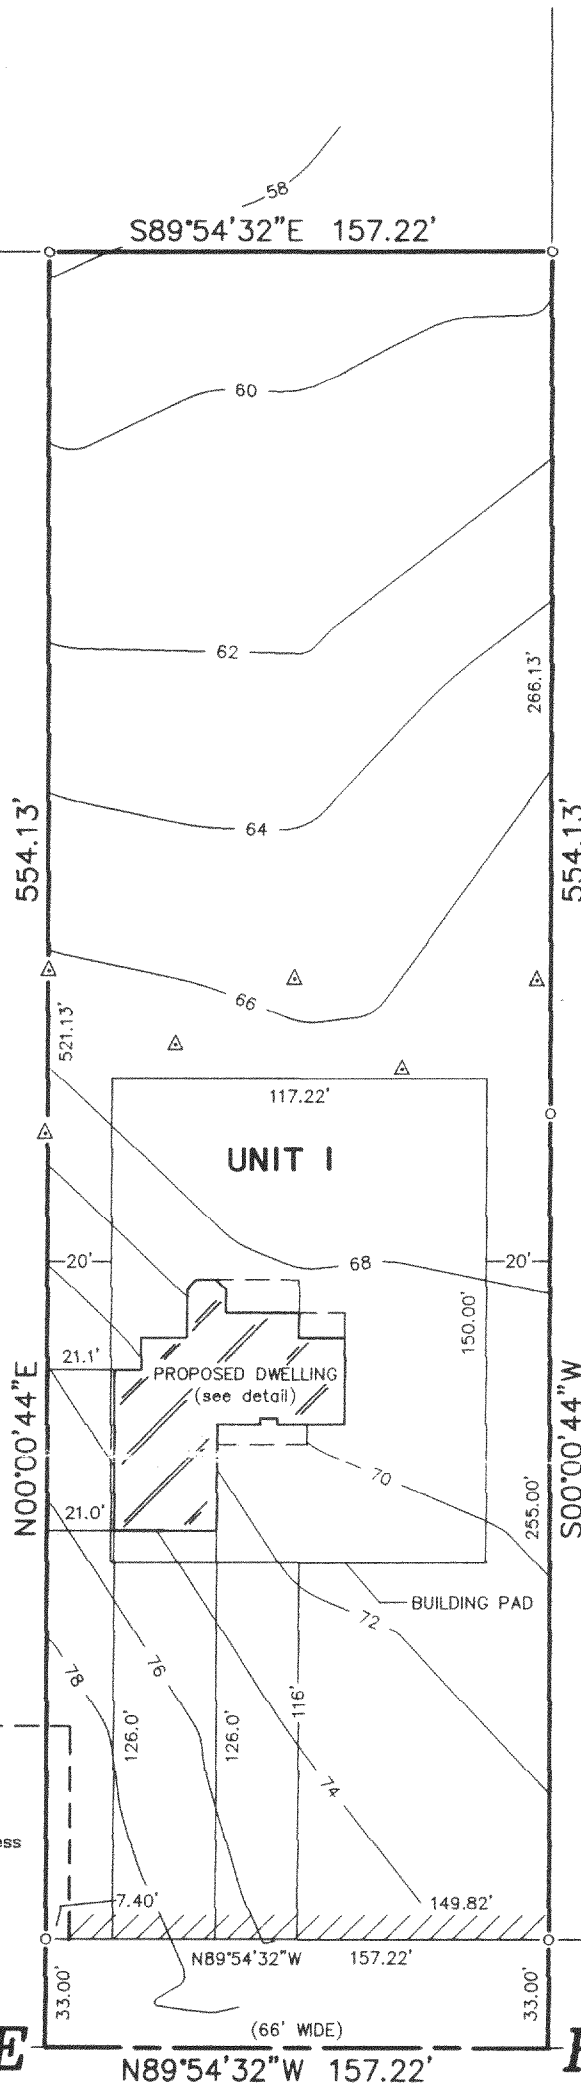 58
S89°54'32"E 157.22'
60
62
266.13'
64
554.13'
554.13'
66
521.13'
117.22'
UNIT 1
20'
68
20'
150.00'
21.1'
PROPOSED DWELLING
(see detail)
N00°00'44"E
S00°00'44"W
70
255.00'
21.0'
BUILDING PAD
72
78
76
126.0'
126.0'
116'
74
ess
7.40'
149.82'
N89°54'32"W 157.22'
33.00'
33.00'
(66' WIDE)
E
N89°54'32"W 157.22'